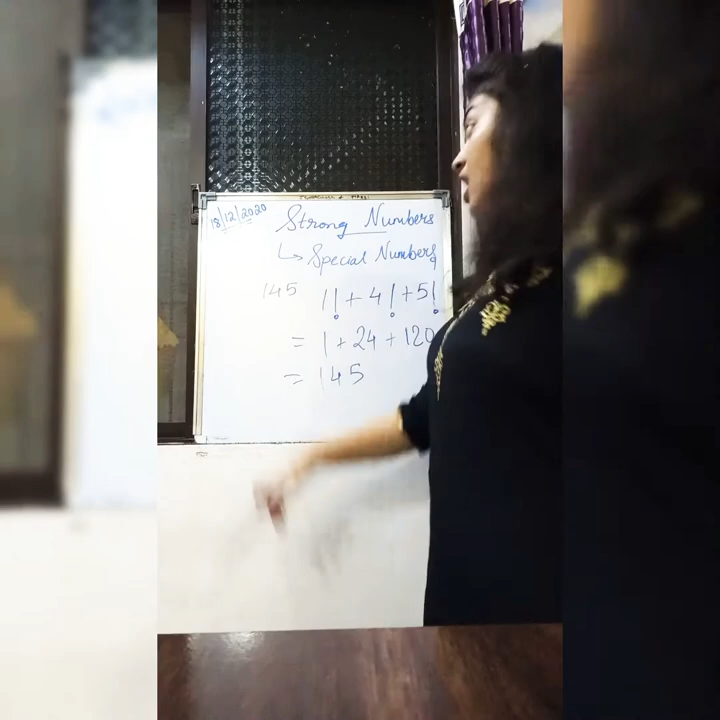 18/12/2020
Strong Numbers
↳ Special Numbers
145 1! + 4! + 5!
= 1 + 24 + 120
= 145